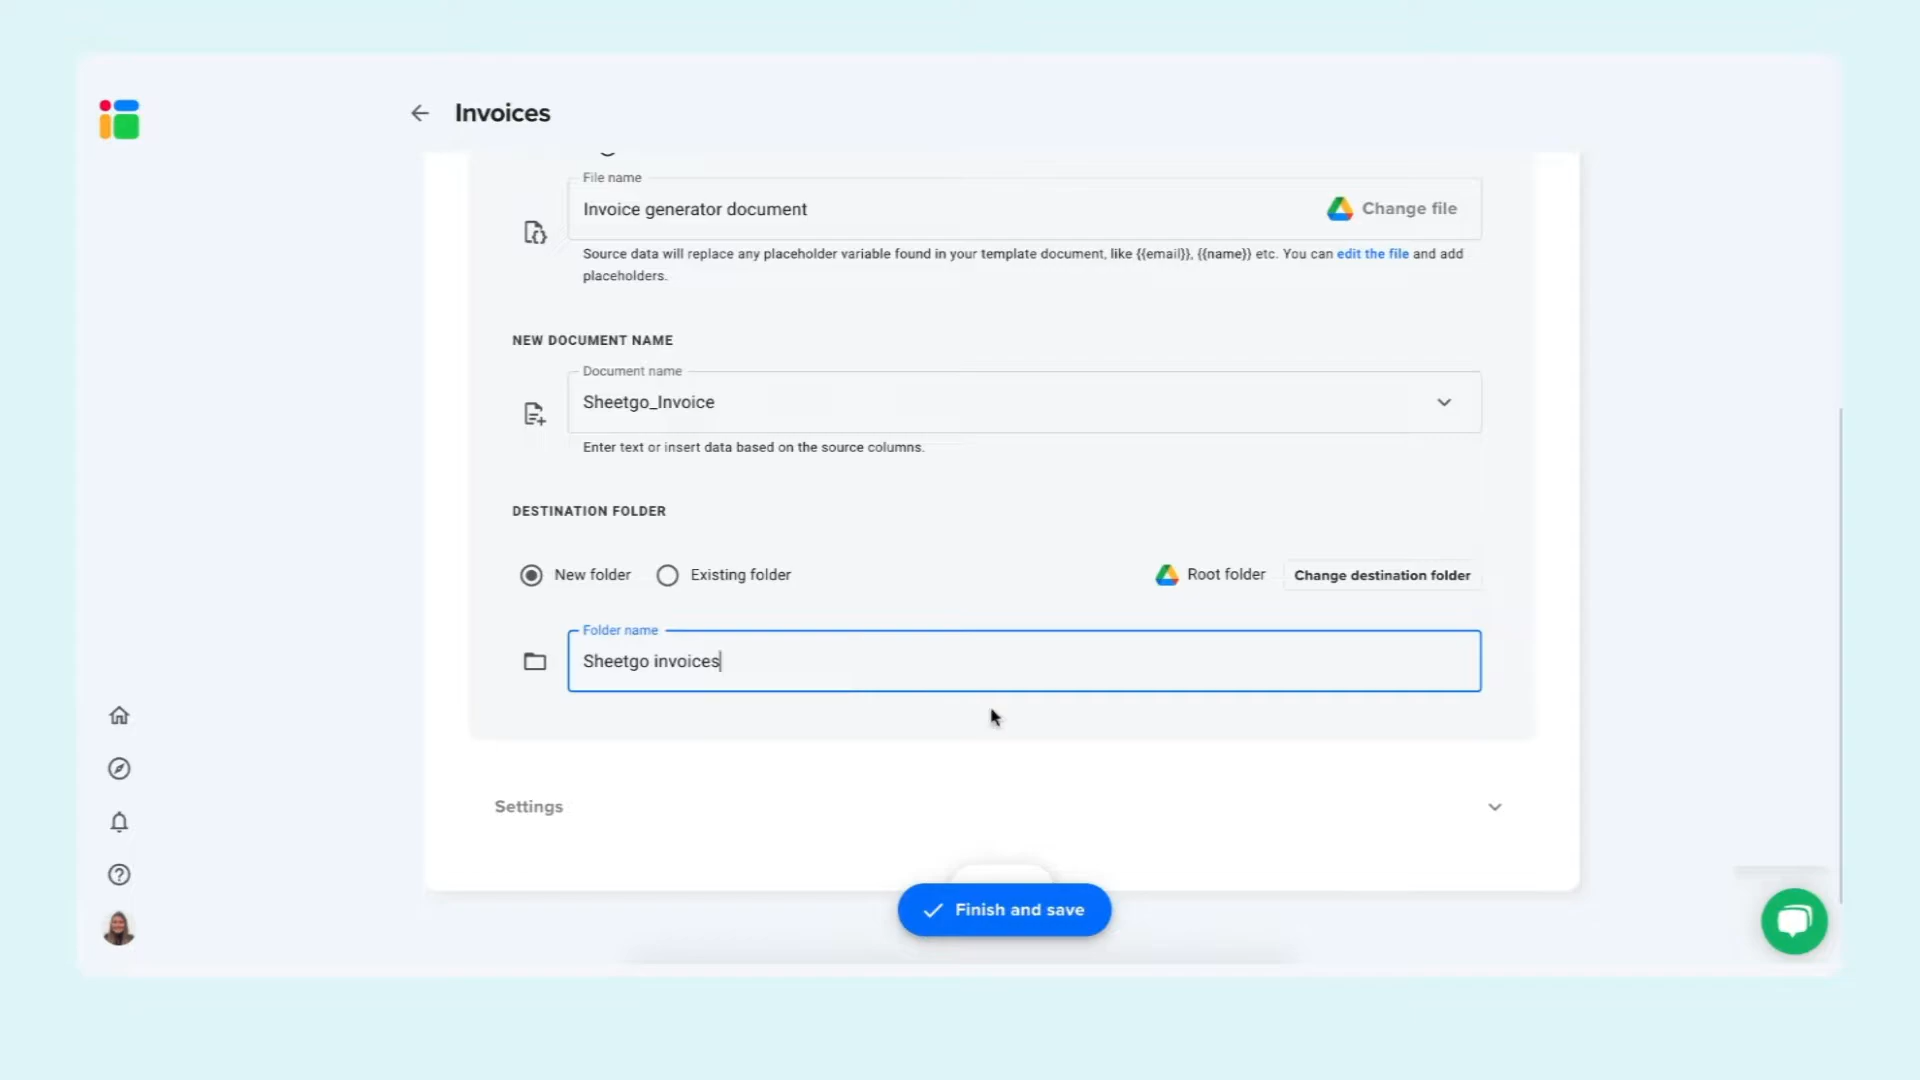 Invoices
File name
Invoice generator document
Change file
Source data will replace any placeholder variable found in your template document, like {{email}}, {{name}} etc. You can edit the file and add
placeholders.
NEW DOCUMENT NAME
Document name
Sheetgo_Invoice
Enter text or insert data based on the source columns.
DESTINATION FOLDER
New folder Existing folder Root folder Change destination folder
Folder name
Sheetgo invoices
Settings
Finish and save